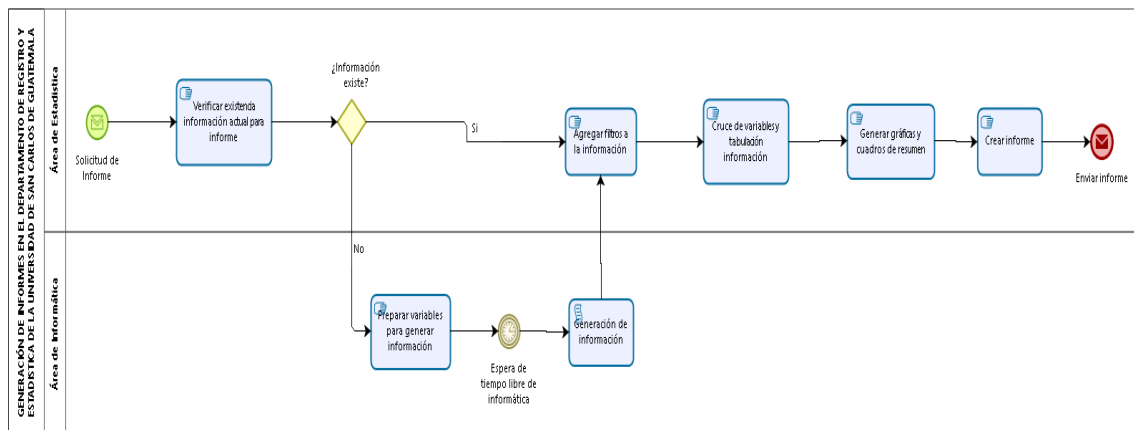 GENERACIÓN DE INFORMES EN EL DEPARTAMENTO DE REGISTRO Y
ESTADISTICA DE LA UNIVERSIDAD DE SAN CARLOS DE GUATEMALA
Área de Estadística
Solicitud de
Informe
Verificar existencia
información actual para
informe
¿Información
existe?
Si
No
Agregar filtros a
la información
Cruce de variables y
tabulación
información
Generar gráficas y
cuadros de resumen
Crear informe
Enviar informe
Área de Informática
Preparar variables
para generar
información
Espera de
tiempo libre de
informática
Generación de
información